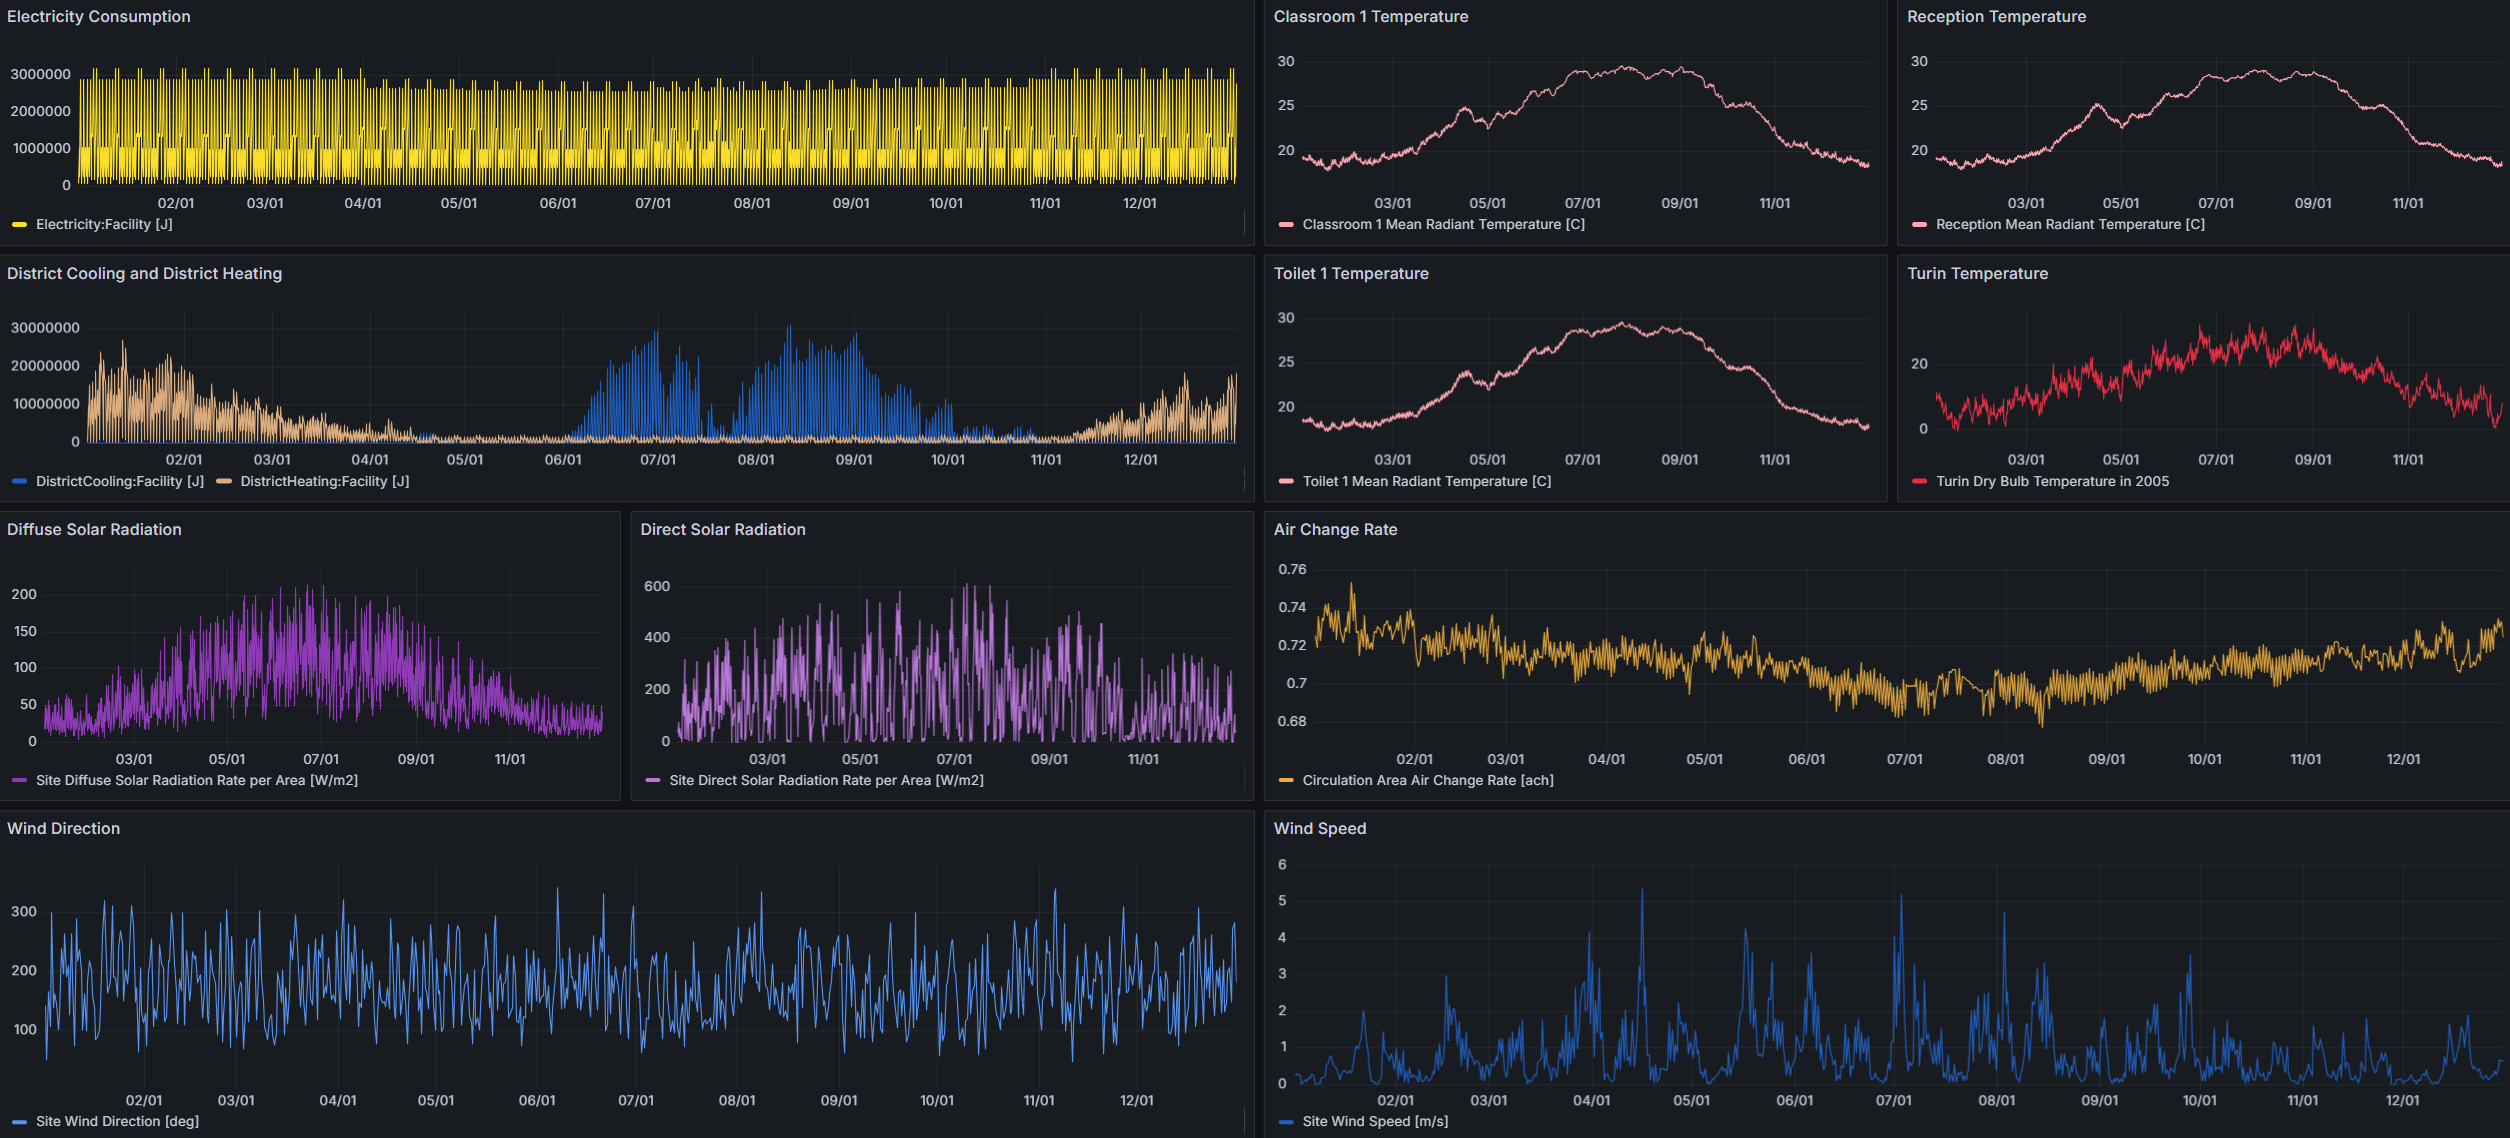 Electricity Consumption
3000000
2000000
1000000
0
02/01 03/01 04/01 05/01 06/01 07/01 08/01 09/01 10/01 11/01 12/01
Electricity:Facility [J]
Classroom 1 Temperature
30
25
20
03/01 05/01 07/01 09/01 11/01
Classroom 1 Mean Radiant Temperature [C]
Reception Temperature
30
25
20
03/01 05/01 07/01 09/01 11/01
Reception Mean Radiant Temperature [C]
District Cooling and District Heating
30000000
20000000
10000000
0
02/01 03/01 04/01 05/01 06/01 07/01 08/01 09/01 10/01 11/01 12/01
DistrictCooling:Facility [J] DistrictHeating:Facility [J]
Toilet 1 Temperature
30
25
20
03/01 05/01 07/01 09/01 11/01
Toilet 1 Mean Radiant Temperature [C]
Turin Temperature
20
0
03/01 05/01 07/01 09/01 11/01
Turin Dry Bulb Temperature in 2005
Diffuse Solar Radiation
200
150
100
50
0
03/01 05/01 07/01 09/01 11/01
Site Diffuse Solar Radiation Rate per Area [W/m2]
Direct Solar Radiation
600
400
200
0
03/01 05/01 07/01 09/01 11/01
Site Direct Solar Radiation Rate per Area [W/m2]
Air Change Rate
0.76
0.74
0.72
0.7
0.68
02/01 03/01 04/01 05/01 06/01 07/01 08/01 09/01 10/01 11/01 12/01
Circulation Area Air Change Rate [ach]
Wind Direction
300
200
100
02/01 03/01 04/01 05/01 06/01 07/01 08/01 09/01 10/01 11/01 12/01
Site Wind Direction [deg]
Wind Speed
6
5
4
3
2
1
0
02/01 03/01 04/01 05/01 06/01 07/01 08/01 09/01 10/01 11/01 12/01
Site Wind Speed [m/s]